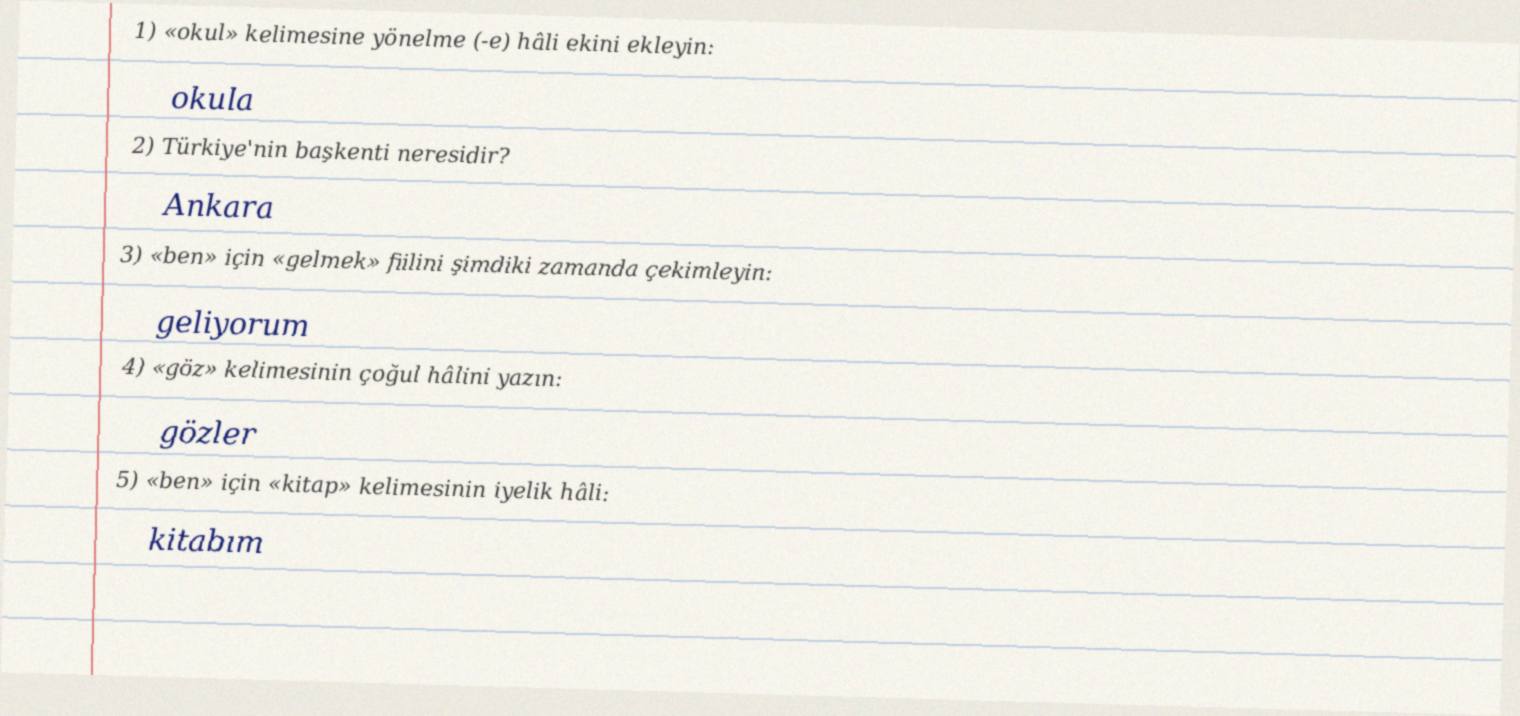 1) «okul» kelimesine yönelme (-e) hâli ekini ekleyin:
okula
2) Türkiye'nin başkenti neresidir?
Ankara
3) «ben» için «gelmek» fiilini şimdiki zamanda çekimleyin:
geliyorum
4) «göz» kelimesinin çoğul hâlini yazın:
gözler
5) «ben» için «kitap» kelimesinin iyelik hâli:
kitabım